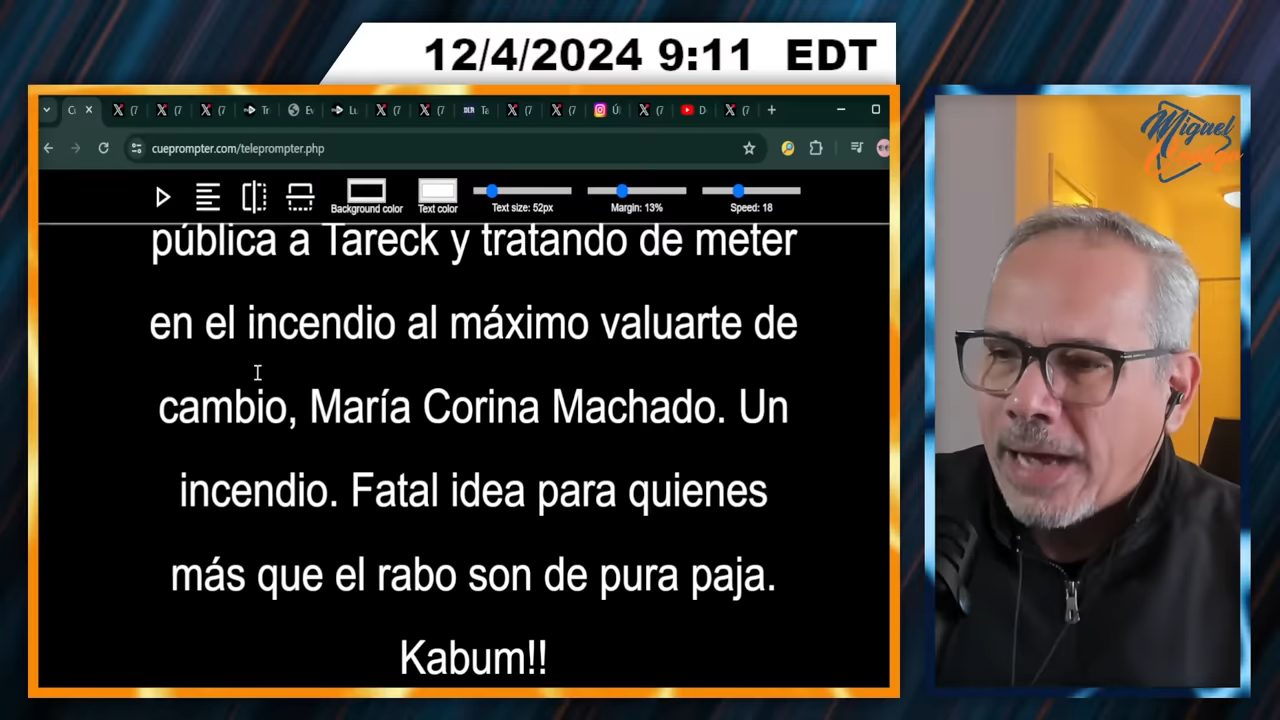 12/4/2024 9:11 EDT
cueprompter.com/teleprompter.php
Background color
Text color
Text size: 52px
Margin: 13%
Speed: 18
pública a Tareck y tratando de meter
en el incendio al máximo valuarte de
cambio, María Corina Machado. Un
incendio. Fatal idea para quienes
más que el rabo son de pura paja.
Kabum!!
Miguel